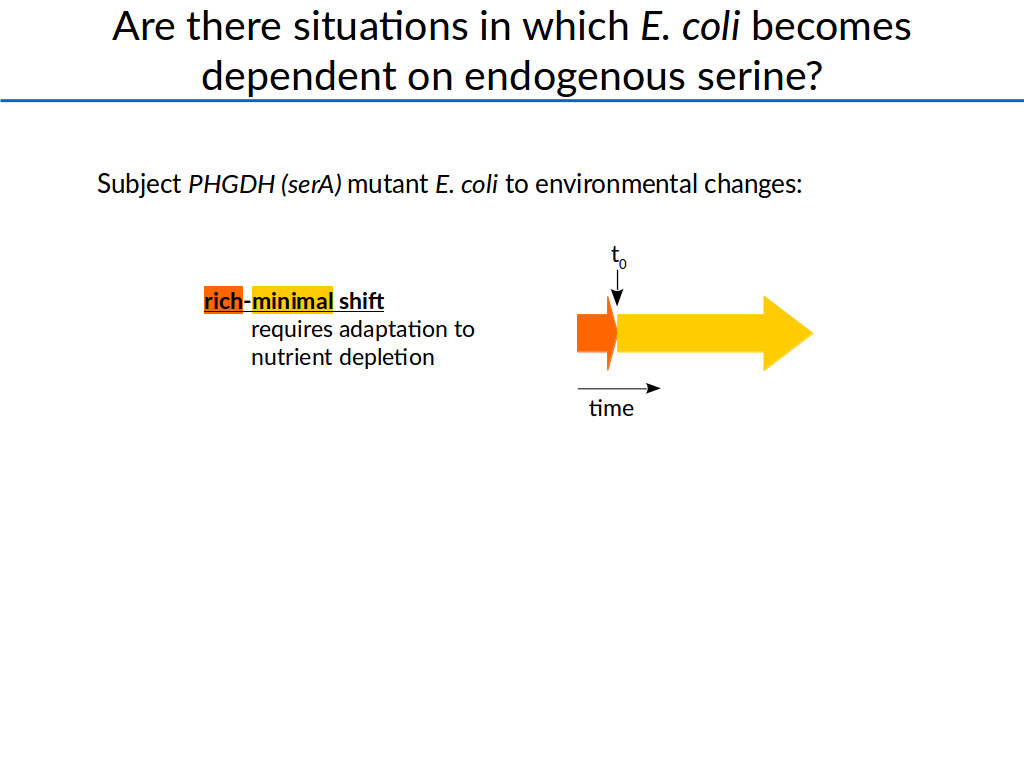 Are there situations in which E. coli becomes
dependent on endogenous serine?
Subject PHGDH (serA) mutant E. coli to environmental changes:
t0
rich-minimal shift
requires adaptation to
nutrient depletion
time